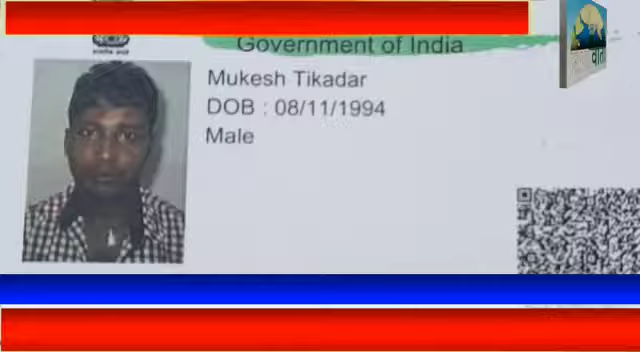 Government of India
Mukesh Tikadar
DOB : 08/11/1994
Male